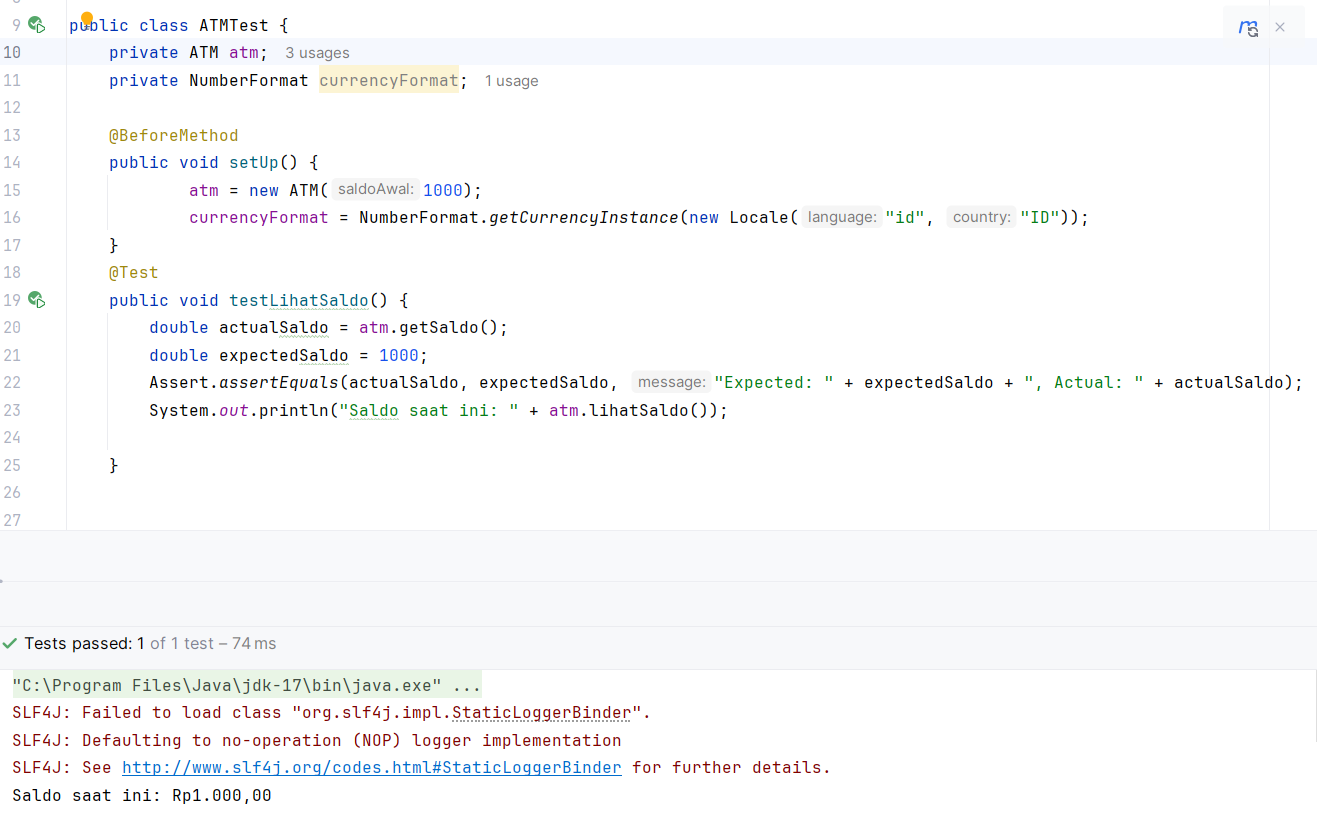 9 public class ATMTest {
10 private ATM atm; 3 usages
11 private NumberFormat currencyFormat; 1 usage
12
13 @BeforeMethod
14 public void setUp() {
15 atm = new ATM( saldoAwal: 1000);
16 currencyFormat = NumberFormat.getCurrencyInstance(new Locale( language: "id", country: "ID"));
17 }
18 @Test
19 public void testLihatSaldo() {
20 double actualSaldo = atm.getSaldo();
21 double expectedSaldo = 1000;
22 Assert.assertEquals(actualSaldo, expectedSaldo, message: "Expected: " + expectedSaldo + ", Actual: " + actualSaldo);
23 System.out.println("Saldo saat ini: " + atm.lihatSaldo());
24
25 }
26
27
Tests passed: 1 of 1 test – 74 ms
"C:\Program Files\Java\jdk-17\bin\java.exe" ...
SLF4J: Failed to load class "org.slf4j.impl.StaticLoggerBinder".
SLF4J: Defaulting to no-operation (NOP) logger implementation
SLF4J: See http://www.slf4j.org/codes.html#StaticLoggerBinder for further details.
Saldo saat ini: Rp1.000,00